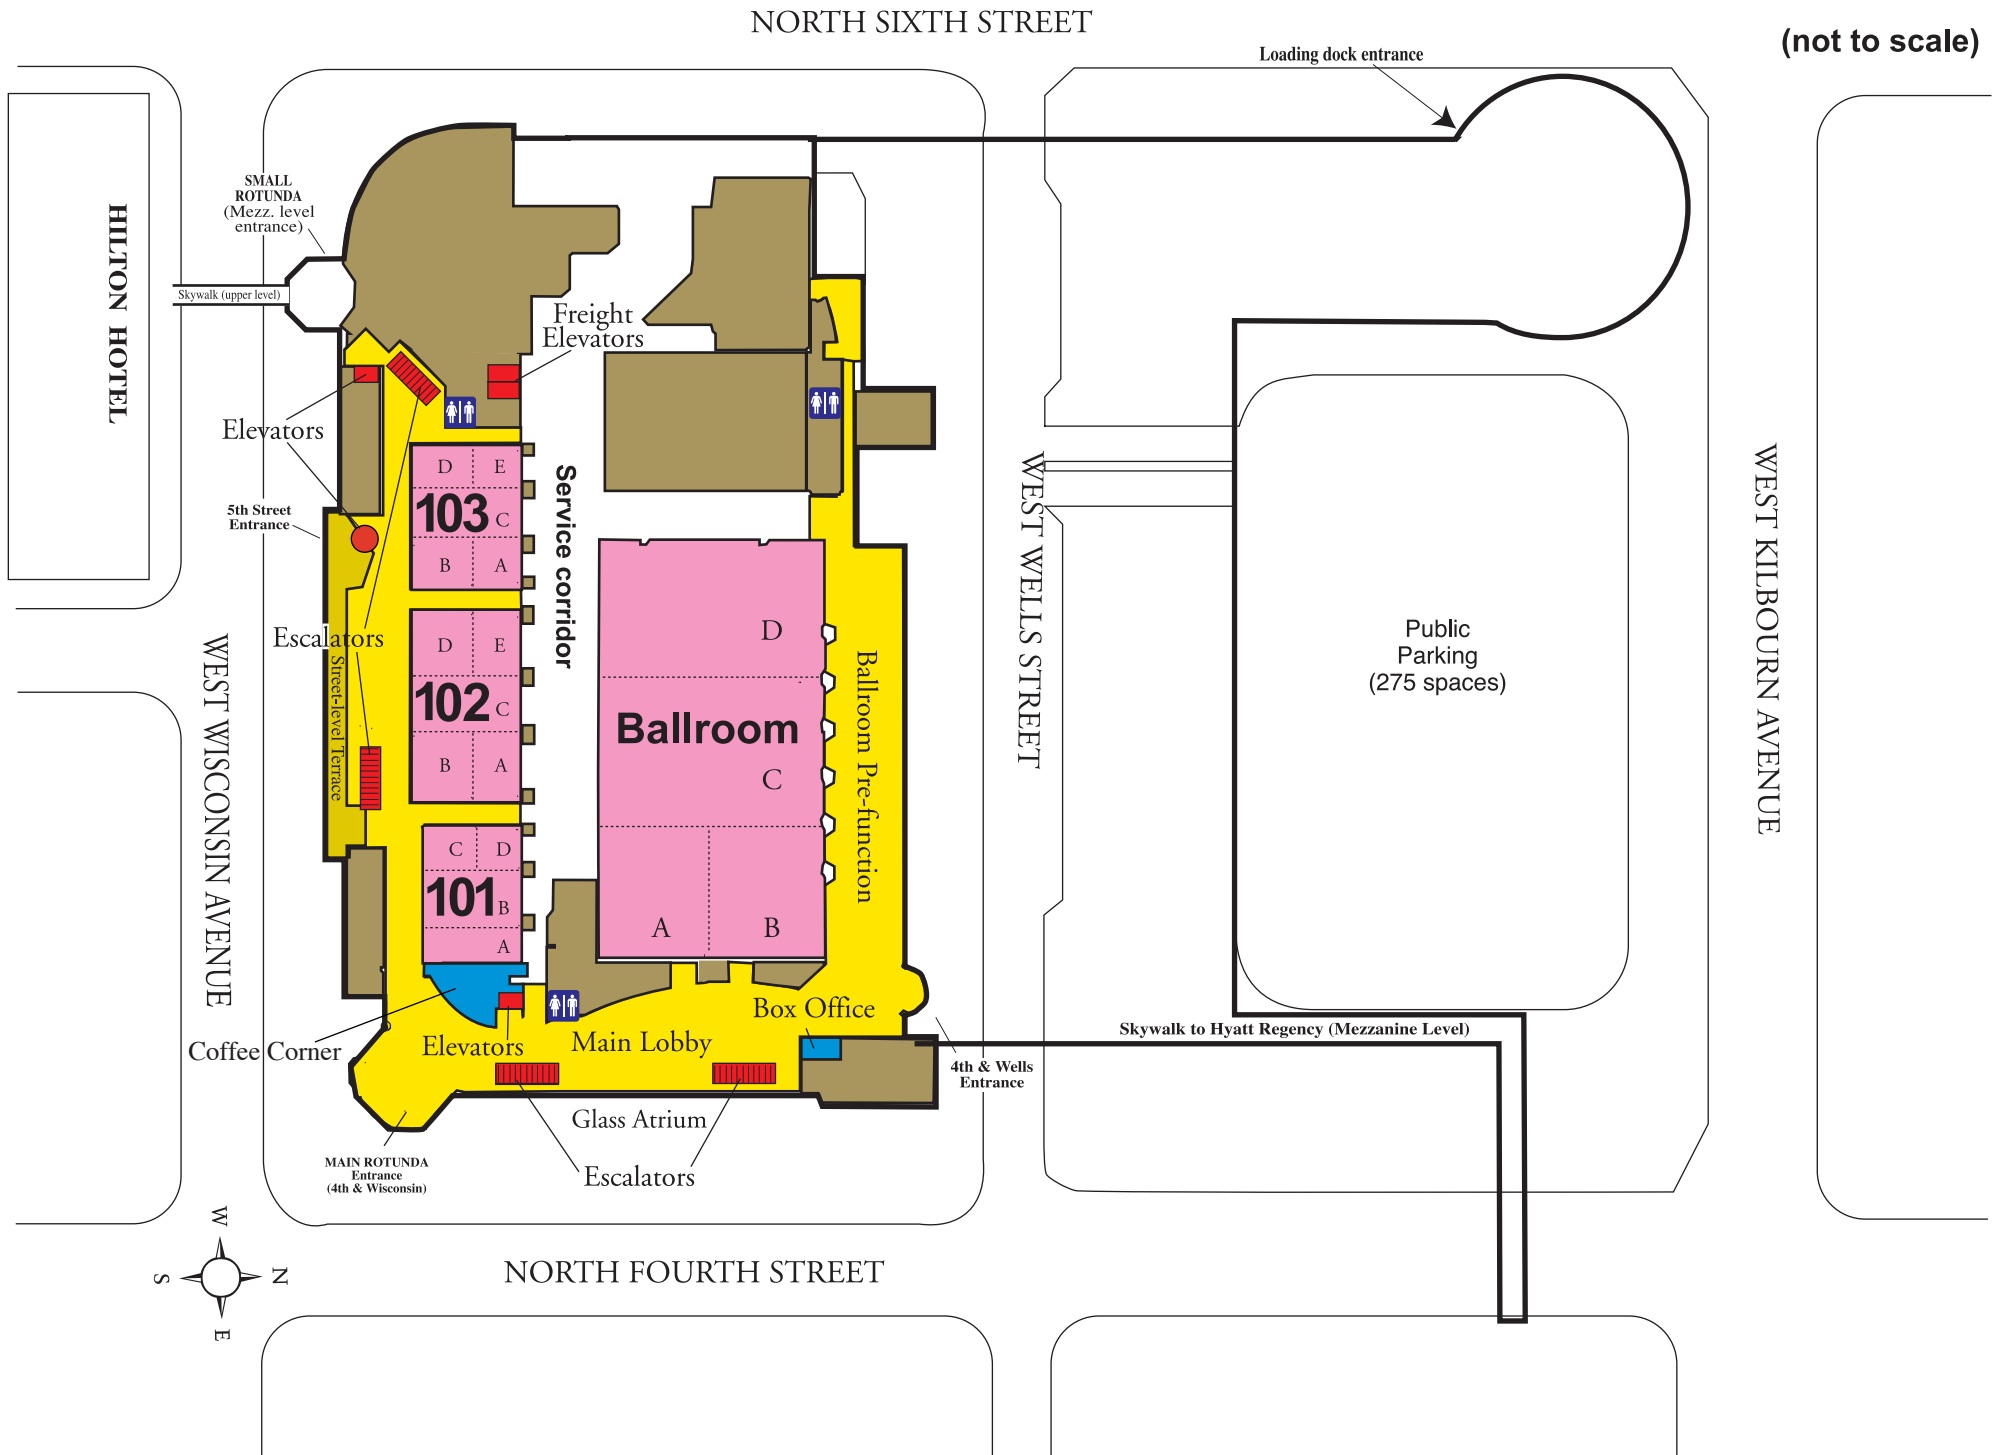 NORTH SIXTH STREET
(not to scale)
Loading dock entrance
SMALL
ROTUNDA
(Mezz. level
entrance)
HILTON HOTEL
Skywalk (upper level)
Freight
Elevators
Elevators
5th Street
Entrance
D
E
103
C
B
A
Service corridor
Escalators
Street-level Terrace
D
E
102
C
B
A
C
D
101
B
A
D
Ballroom
C
A
B
Ballroom Pre-function
WEST WISCONSIN AVENUE
WEST WELLS STREET
WEST KILBOURN AVENUE
Public
Parking
(275 spaces)
Box Office
Coffee Corner
Elevators
Main Lobby
Skywalk to Hyatt Regency (Mezzanine Level)
4th & Wells
Entrance
Glass Atrium
Escalators
MAIN ROTUNDA
Entrance
(4th & Wisconsin)
W
S
N
E
NORTH FOURTH STREET